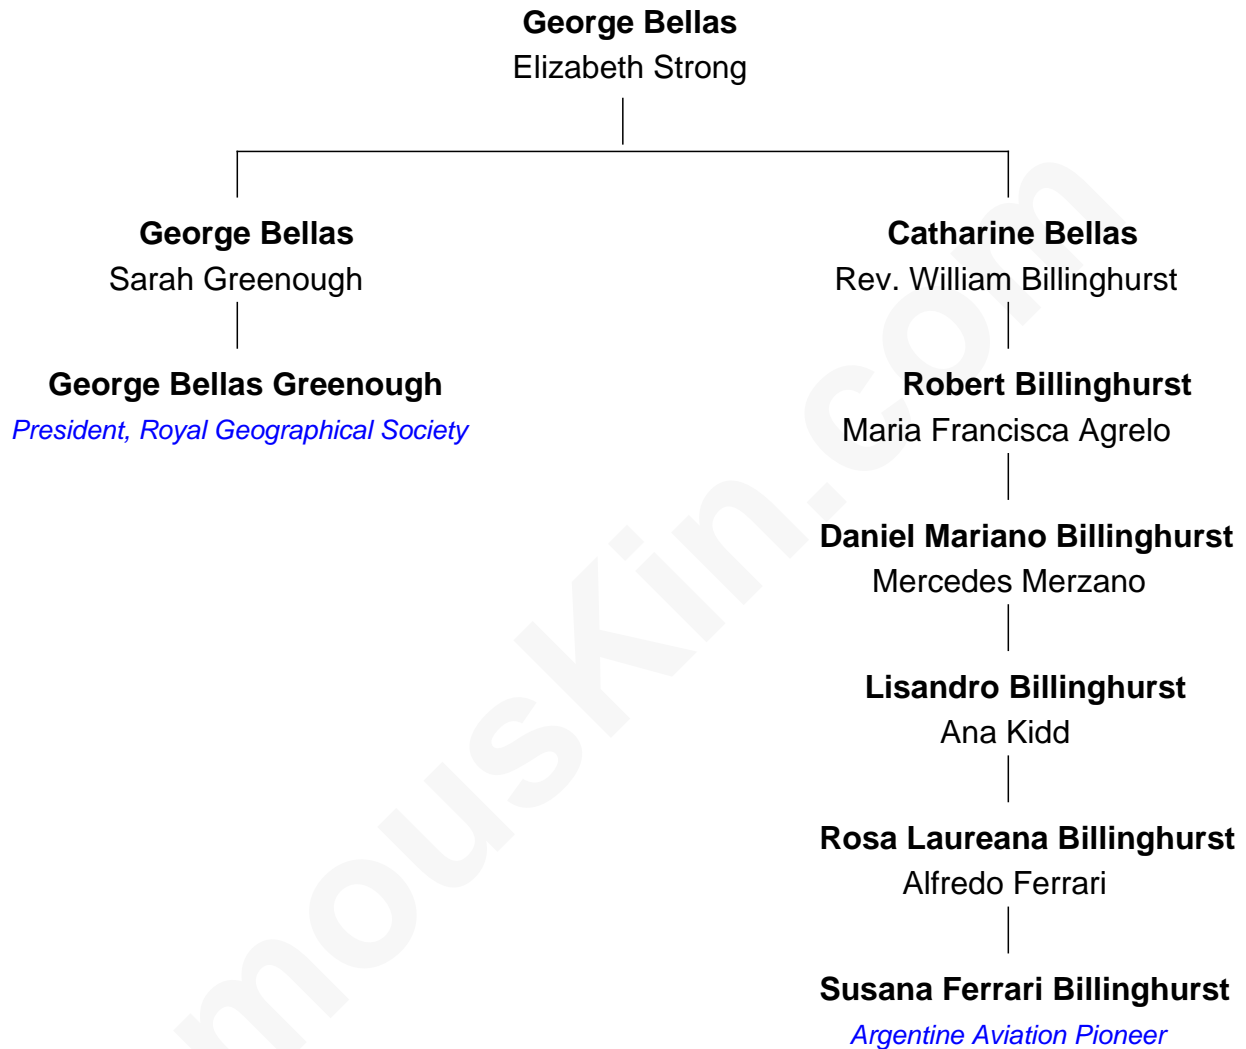 George Bellas
Elizabeth Strong
George Bellas
Sarah Greenough
Catharine Bellas
Rev. William Billinghurst
George Bellas Greenough
President, Royal Geographical Society
Robert Billinghurst
Maria Francisca Agrelo
Daniel Mariano Billinghurst
Mercedes Merzano
Lisandro Billinghurst
Ana Kidd
Rosa Laureana Billinghurst
Alfredo Ferrari
Susana Ferrari Billinghurst
Argentine Aviation Pioneer
mouskin.com